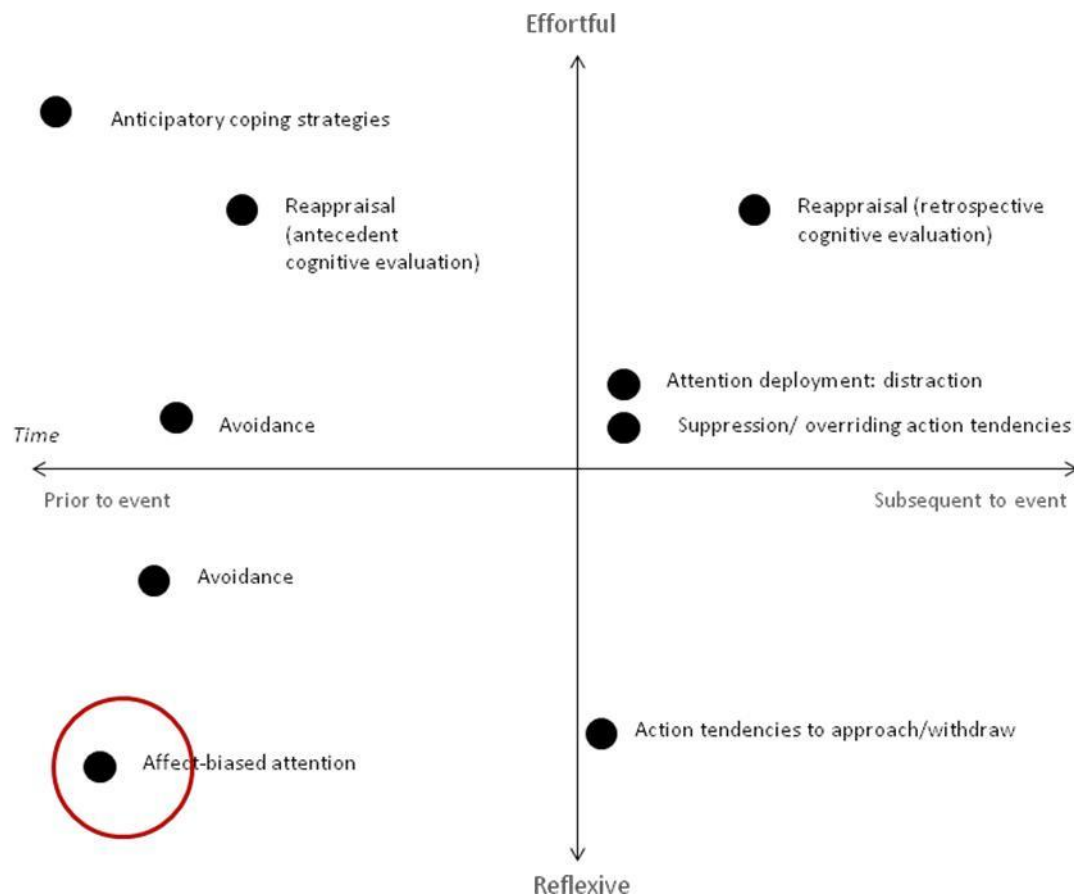 Effortful
Anticipatory coping strategies
Reappraisal
(antecedent
cognitive evaluation)
Reappraisal (retrospective
cognitive evaluation)
Attention deployment: distraction
Avoidance
Suppression/ overriding action tendencies
Time
Prior to event
Subsequent to event
Avoidance
Action tendencies to approach/withdraw
Affect-biased attention
Reflexive